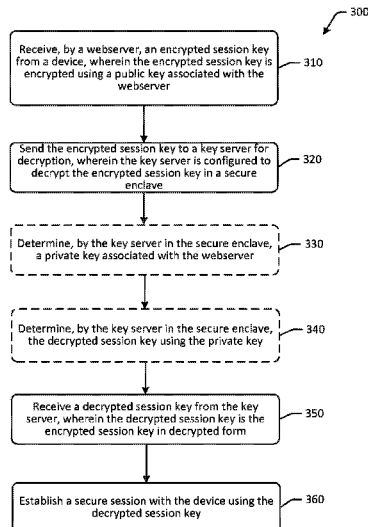 300
Receive, by a webserver, an encrypted session key
from a device, wherein the encrypted session key is
encrypted using a public key associated with the
webserver
310
Send the encrypted session key to a key server for
decryption, wherein the key server is configured to
decrypt the encrypted session key in a secure
enclave
320
Determine, by the key server in the secure enclave,
a private key associated with the webserver
330
Determine, by the key server in the secure enclave,
the decrypted session key using the private key
340
Receive a decrypted session key from the key
server, wherein the decrypted session key is the
encrypted session key in decrypted form
350
Establish a secure session with the device using the
decrypted session key
360